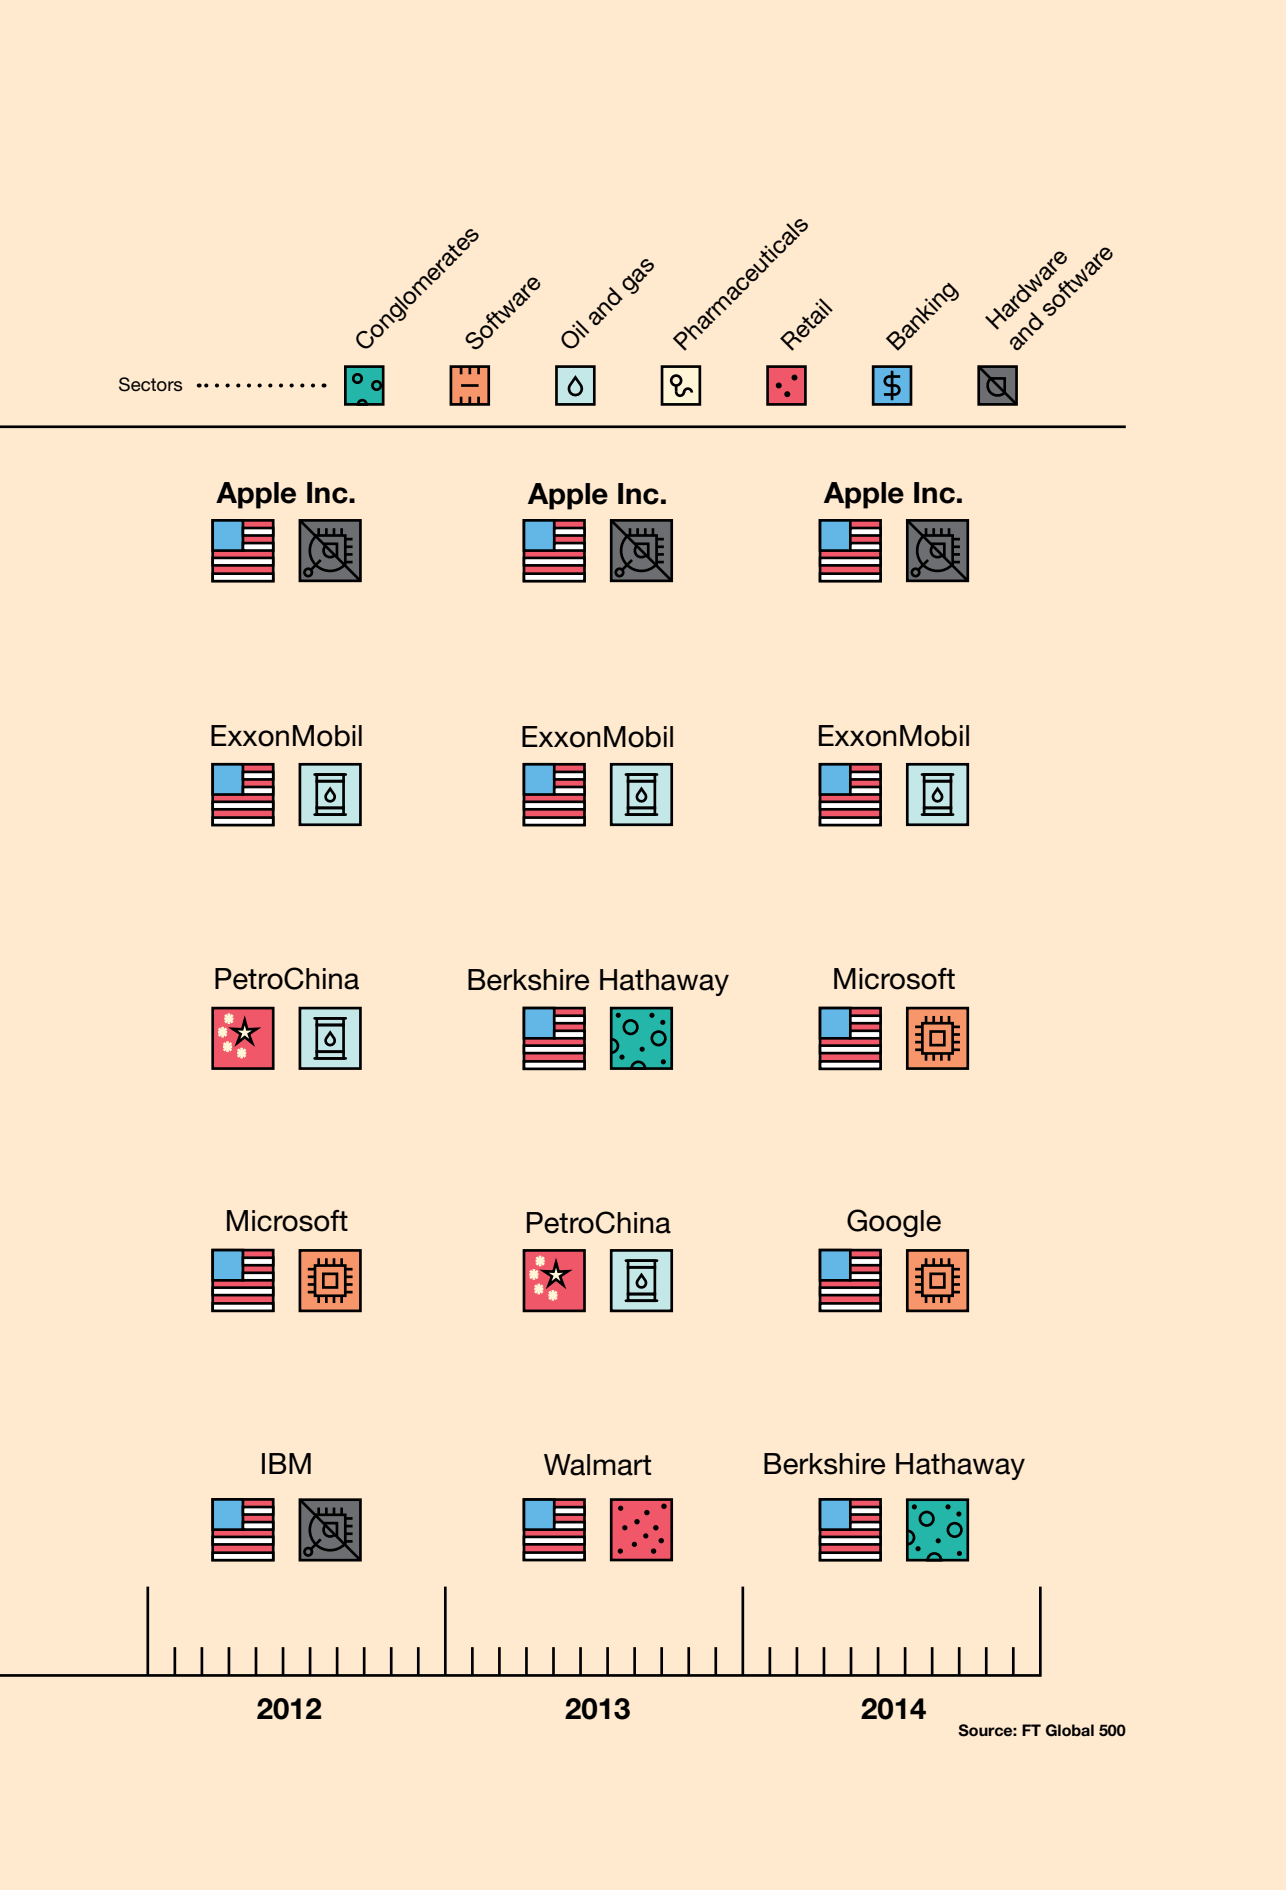 Conglomerates
Software
Oil and gas
Pharmaceuticals
Retail
Banking
Hardware
and software
Sectors
Apple Inc.
Apple Inc.
Apple Inc.
ExxonMobil
ExxonMobil
ExxonMobil
PetroChina
Berkshire Hathaway
Microsoft
Microsoft
PetroChina
Google
IBM
Walmart
Berkshire Hathaway
2012
2013
2014
Source: FT Global 500